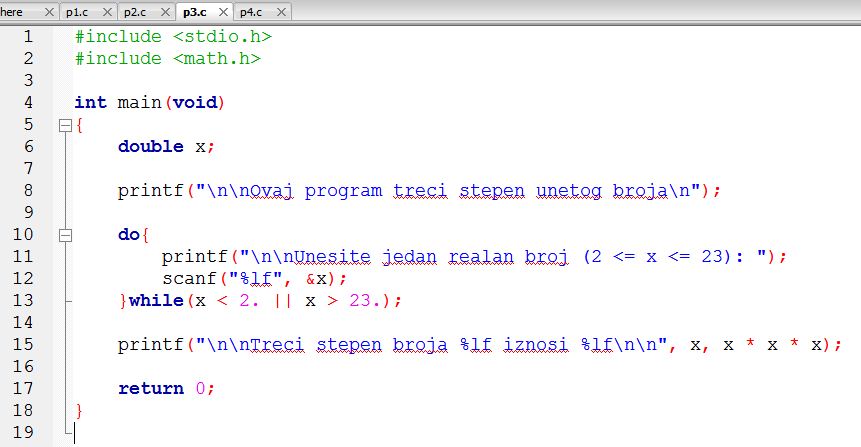 here p1.c p2.c p3.c p4.c
1 #include <stdio.h>
2 #include <math.h>
3
4 int main(void)
5 {
6 double x;
7
8 printf("\n\nOvaj program treci stepen unetog broja\n");
9
10 do{
11 printf("\n\nUnesite jedan realan broj (2 <= x <= 23): ");
12 scanf("%lf", &x);
13 }while(x < 2. || x > 23.);
14
15 printf("\n\nTreci stepen broja %lf iznosi %lf\n\n", x, x * x * x);
16
17 return 0;
18 }
19